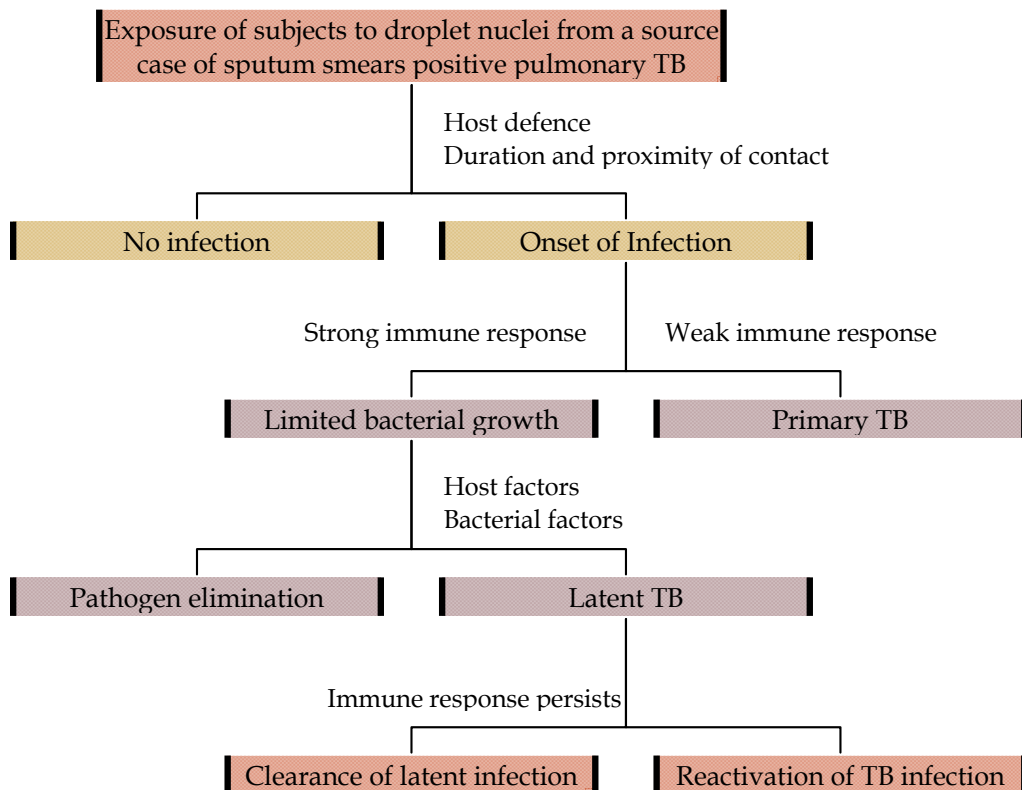 Exposure of subjects to droplet nuclei from a source
case of sputum smears positive pulmonary TB
Host defence
Duration and proximity of contact
No infection
Onset of Infection
Strong immune response
Weak immune response
Limited bacterial growth
Primary TB
Host factors
Bacterial factors
Pathogen elimination
Latent TB
Immune response persists
Clearance of latent infection
Reactivation of TB infection